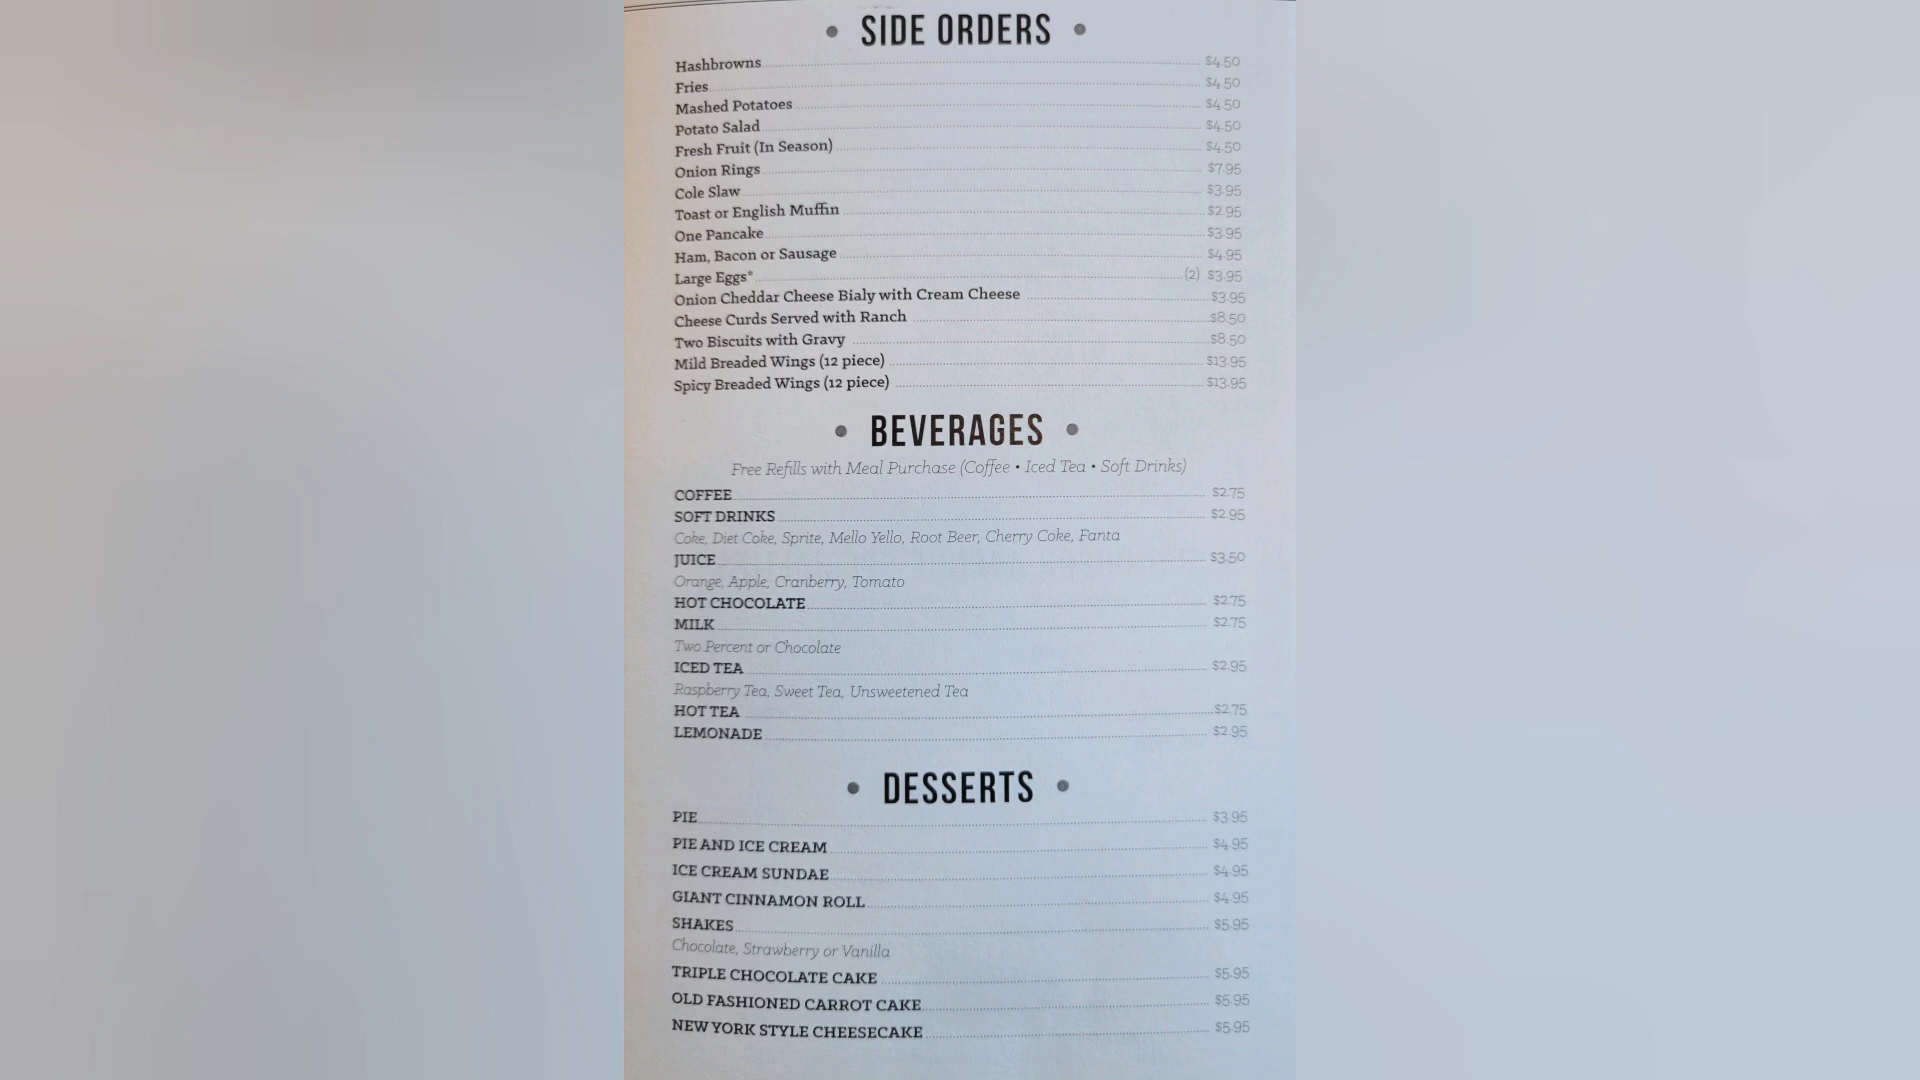 • SIDE ORDERS •
Hashbrowns $4.50
Fries $4.50
Mashed Potatoes $4.50
Potato Salad $4.50
Fresh Fruit (In Season) $4.50
Onion Rings $7.95
Cole Slaw $3.95
Toast or English Muffin $2.95
One Pancake $3.95
Ham, Bacon or Sausage $4.95
Large Eggs* (2) $3.95
Onion Cheddar Cheese Bialy with Cream Cheese $3.95
Cheese Curds Served with Ranch $8.50
Two Biscuits with Gravy $8.50
Mild Breaded Wings (12 piece) $13.95
Spicy Breaded Wings (12 piece) $13.95
• BEVERAGES •
Free Refills with Meal Purchase (Coffee • Iced Tea • Soft Drinks)
COFFEE $2.75
SOFT DRINKS $2.95
Coke, Diet Coke, Sprite, Mello Yello, Root Beer, Cherry Coke, Fanta
JUICE $3.50
Orange, Apple, Cranberry, Tomato
HOT CHOCOLATE $2.75
MILK $2.75
Two Percent or Chocolate
ICED TEA $2.95
Raspberry Tea, Sweet Tea, Unsweetened Tea
HOT TEA $2.75
LEMONADE $2.95
• DESSERTS •
PIE $3.95
PIE AND ICE CREAM $4.95
ICE CREAM SUNDAE $4.95
GIANT CINNAMON ROLL $4.95
SHAKES $5.95
Chocolate, Strawberry or Vanilla
TRIPLE CHOCOLATE CAKE $5.95
OLD FASHIONED CARROT CAKE $5.95
NEW YORK STYLE CHEESECAKE $5.95